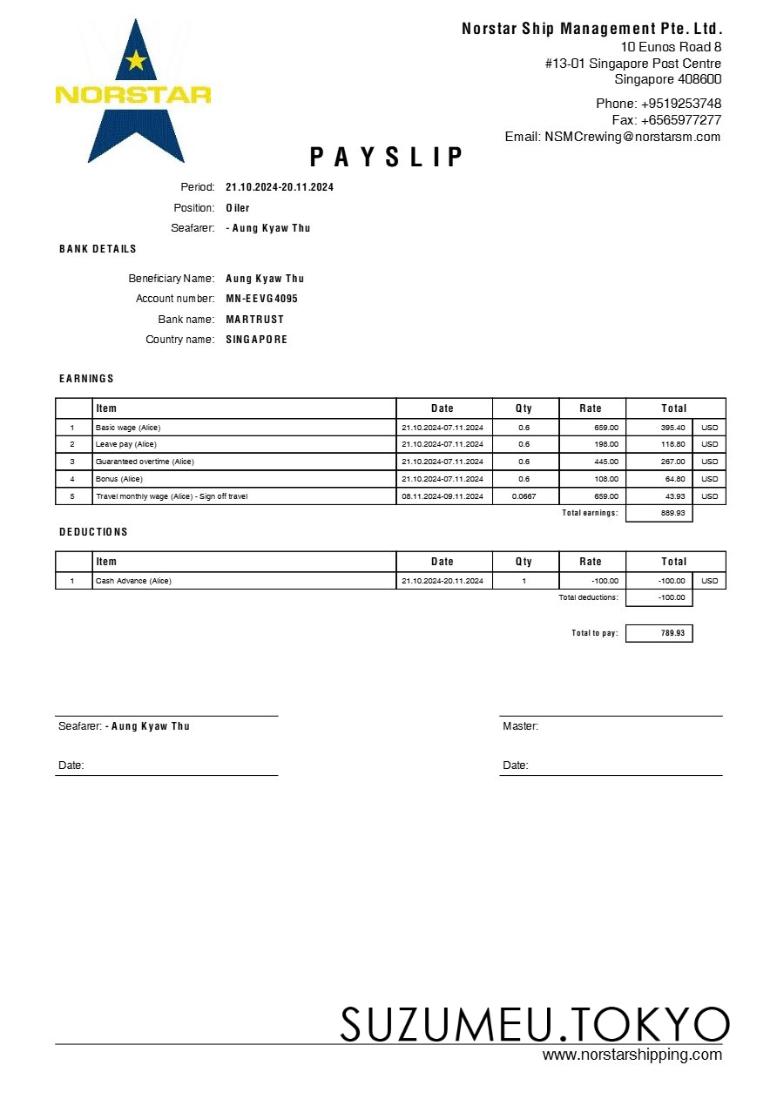 NORSTAR
Norstar Ship Management Pte. Ltd.
10 Eunos Road 8
#13-01 Singapore Post Centre
Singapore 408600
Phone: +9519253748
Fax: +6565977277
Email: NSMCrewing@norstarsm.com
PAYSLIP
Period: 21.10.2024-20.11.2024
Position: Oiler
Seafarer: - Aung Kyaw Thu
BANK DETAILS
Beneficiary Name: Aung Kyaw Thu
Account number: MN-EEVG4095
Bank name: MARTRUST
Country name: SINGAPORE
EARNINGS
Item Date Qty Rate Total
1 Basic wage (Alice) 21.10.2024-07.11.2024 0.6 659.00 395.40 USD
2 Leave pay (Alice) 21.10.2024-07.11.2024 0.6 198.00 118.80 USD
3 Guaranteed overtime (Alice) 21.10.2024-07.11.2024 0.6 445.00 267.00 USD
4 Bonus (Alice) 21.10.2024-07.11.2024 0.6 108.00 64.80 USD
5 Travel monthly wage (Alice) - Sign off travel 08.11.2024-09.11.2024 0.0667 659.00 43.93 USD
Total earnings: 889.93
DEDUCTIONS
Item Date Qty Rate Total
1 Cash Advance (Alice) 21.10.2024-20.11.2024 1 -100.00 -100.00 USD
Total deductions: -100.00
Total to pay: 789.93
Seafarer: - Aung Kyaw Thu Master:
Date: Date:
SUZUMEU.TOKYO
www.norstarshipping.com